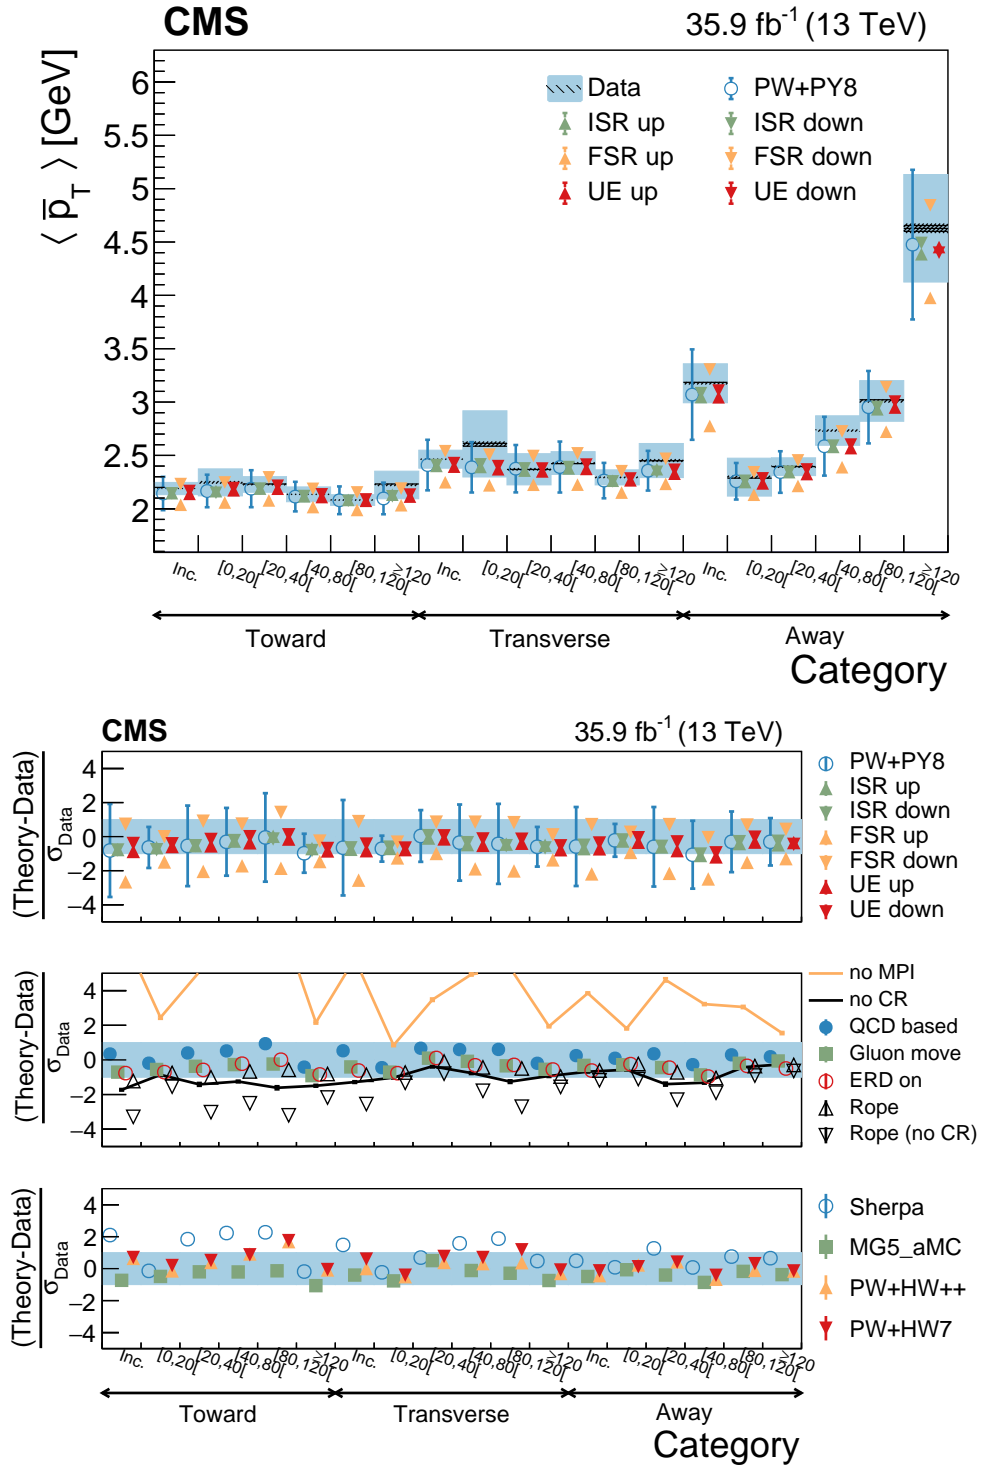 CMS 35.9 fb⁻¹ (13 TeV)
⟨ p̅_T ⟩ [GeV]
6
5.5
5
4.5
4
3.5
3
2.5
2
Data PW+PY8
ISR up ISR down
FSR up FSR down
UE up UE down
Inc. [0,20[ [20,40[ [40,80[ [80,120[ ≥120 Inc. [0,20[ [20,40[ [40,80[ [80,120[ ≥120 Inc. [0,20[ [20,40[ [40,80[ [80,120[ ≥120
Toward Transverse Away
Category
CMS 35.9 fb⁻¹ (13 TeV)
(Theory-Data)
σ_Data
4
2
0
−2
−4
PW+PY8
ISR up
ISR down
FSR up
FSR down
UE up
UE down
(Theory-Data)
σ_Data
4
2
0
−2
−4
no MPI
no CR
QCD based
Gluon move
ERD on
Rope
Rope (no CR)
(Theory-Data)
σ_Data
4
2
0
−2
−4
Sherpa
MG5_aMC
PW+HW++
PW+HW7
Inc. [0,20[ [20,40[ [40,80[ [80,120[ ≥120 Inc. [0,20[ [20,40[ [40,80[ [80,120[ ≥120 Inc. [0,20[ [20,40[ [40,80[ [80,120[ ≥120
Toward Transverse Away
Category